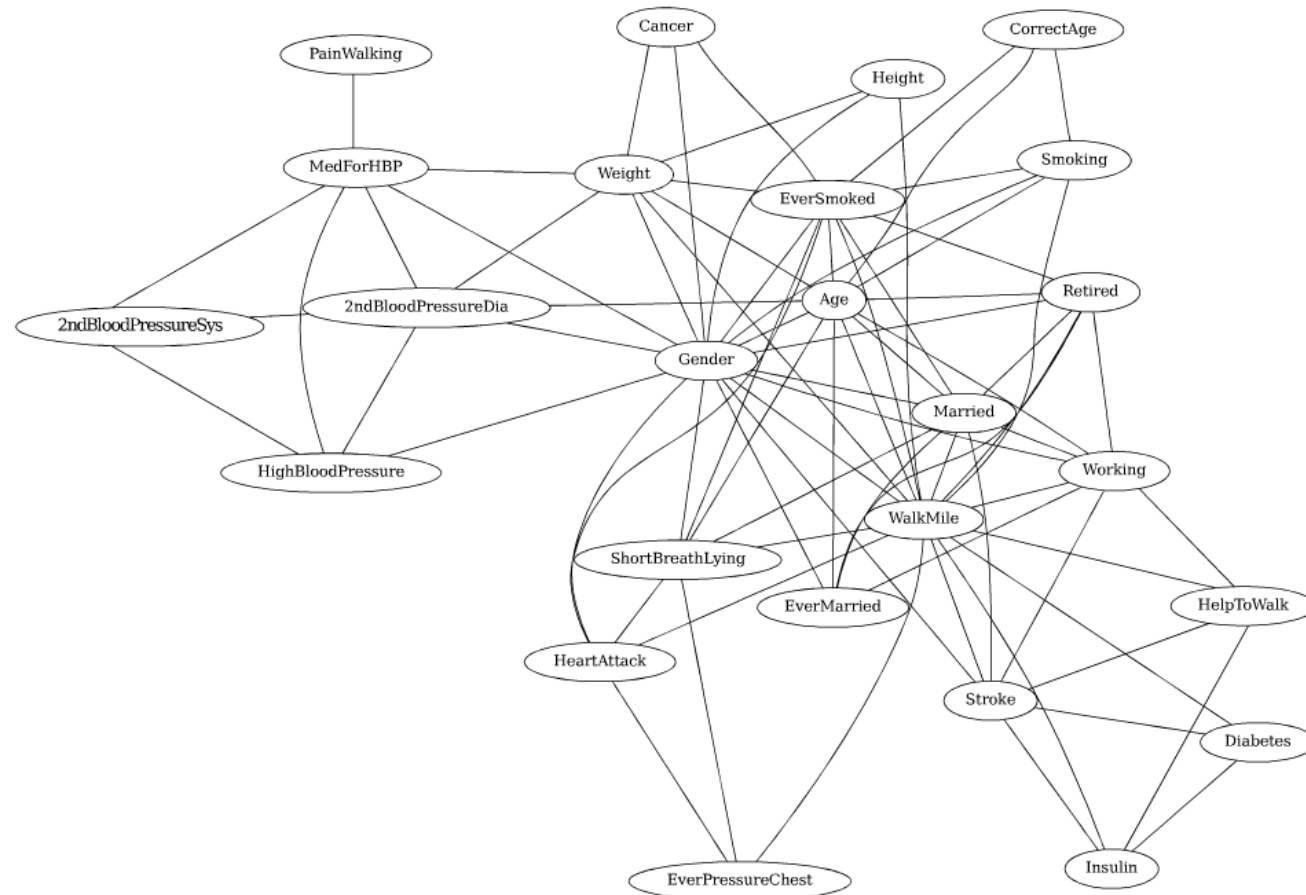 Cancer
CorrectAge
PainWalking
Height
Smoking
MedForHBP
Weight
EverSmoked
Retired
Age
2ndBloodPressureDia
2ndBloodPressureSys
Gender
Married
HighBloodPressure
Working
WalkMile
ShortBreathLying
EverMarried
HelpToWalk
HeartAttack
Stroke
Diabetes
Insulin
EverPressureChest